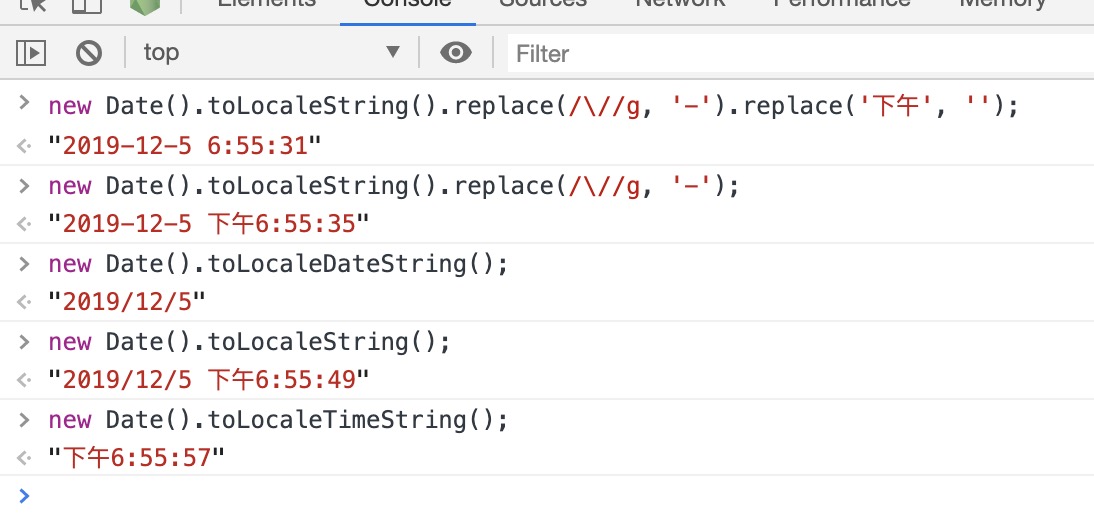 Elements Console Sources Network Performance Memory
top Filter
new Date().toLocaleString().replace(/\//g, '-').replace('下午', '');
"2019-12-5 6:55:31"
new Date().toLocaleString().replace(/\//g, '-');
"2019-12-5 下午6:55:35"
new Date().toLocaleDateString();
"2019/12/5"
new Date().toLocaleString();
"2019/12/5 下午6:55:49"
new Date().toLocaleTimeString();
"下午6:55:57"